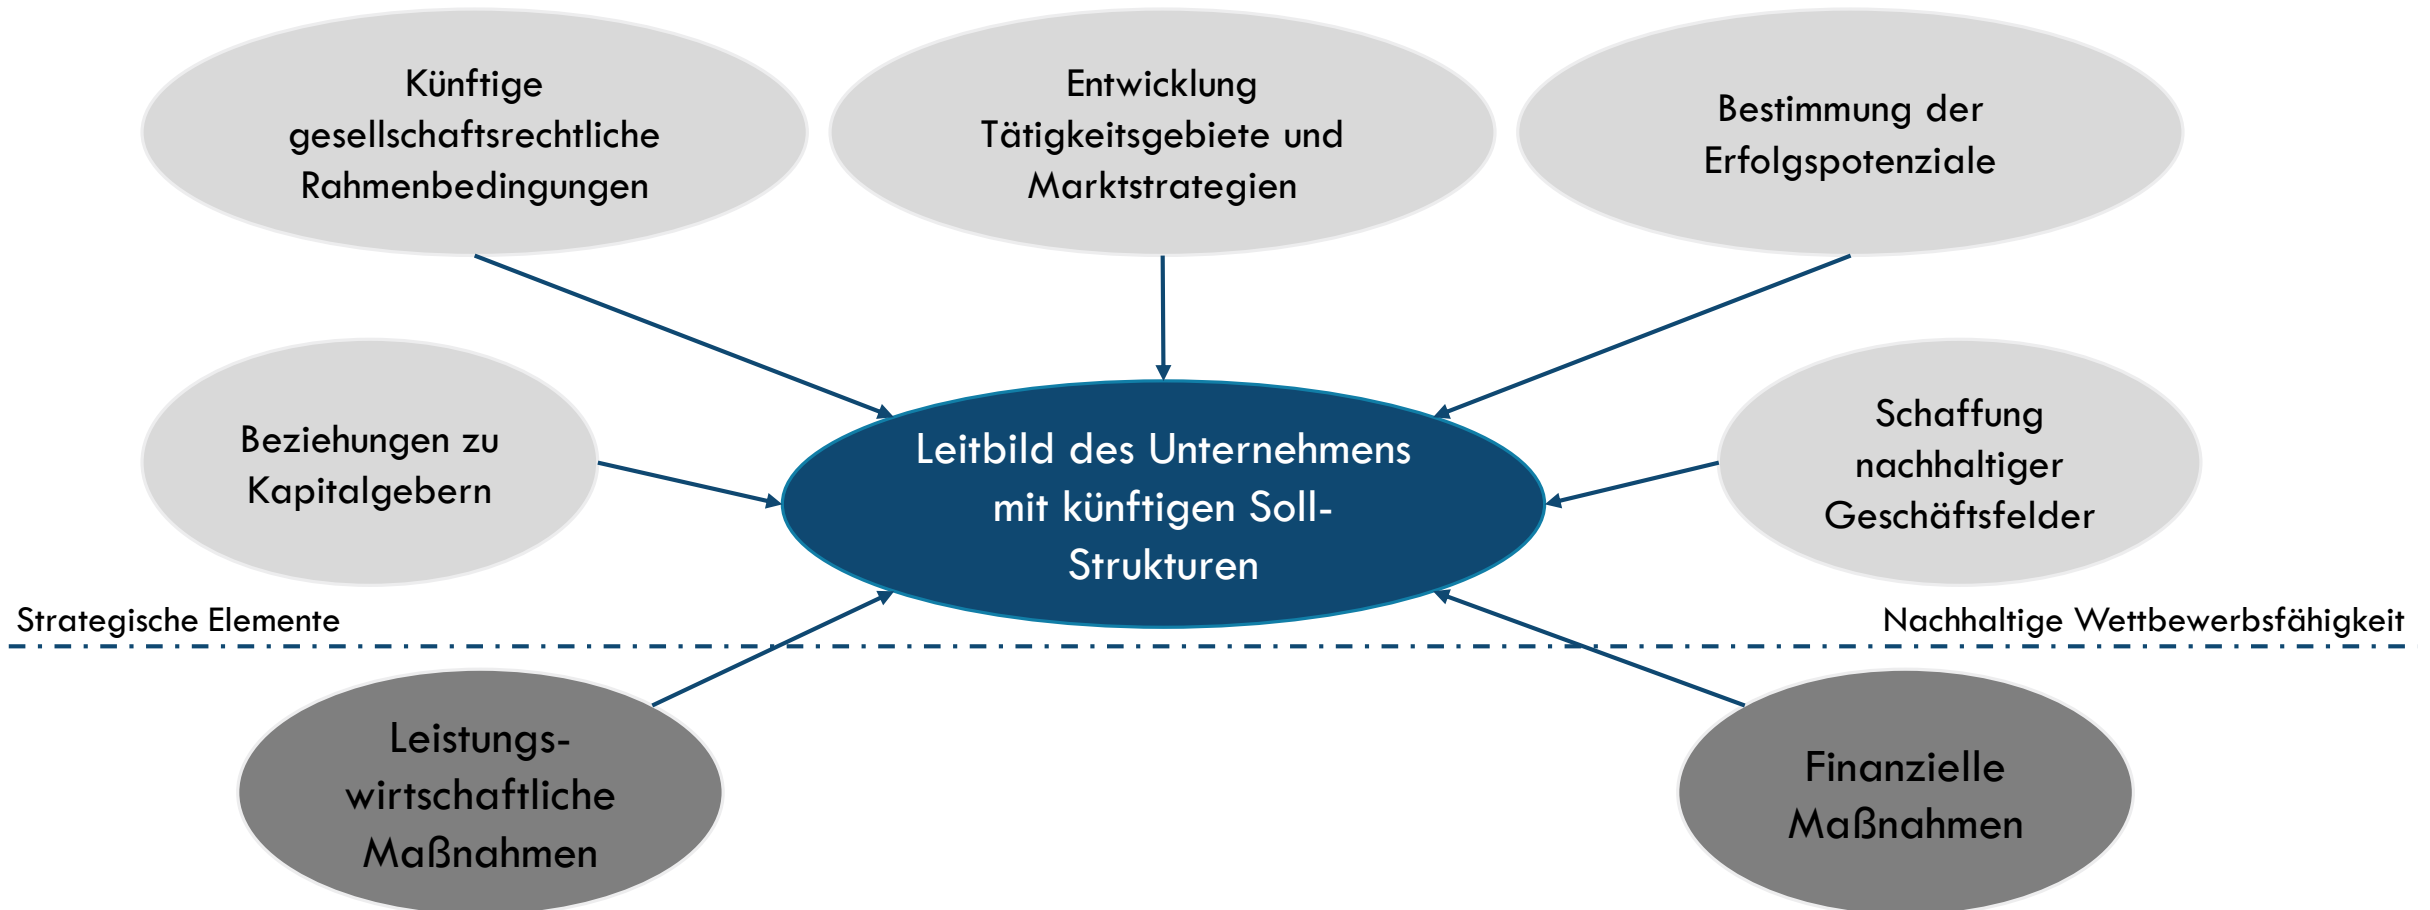 Künftige
gesellschaftsrechtliche
Rahmenbedingungen
Entwicklung
Tätigkeitsgebiete und
Marktstrategien
Bestimmung der
Erfolgspotenziale
Beziehungen zu
Kapitalgebern
Leitbild des Unternehmens
mit künftigen Soll-
Strukturen
Schaffung
nachhaltiger
Geschäftsfelder
Strategische Elemente
Nachhaltige Wettbewerbsfähigkeit
Leistungs-
wirtschaftliche
Maßnahmen
Finanzielle
Maßnahmen